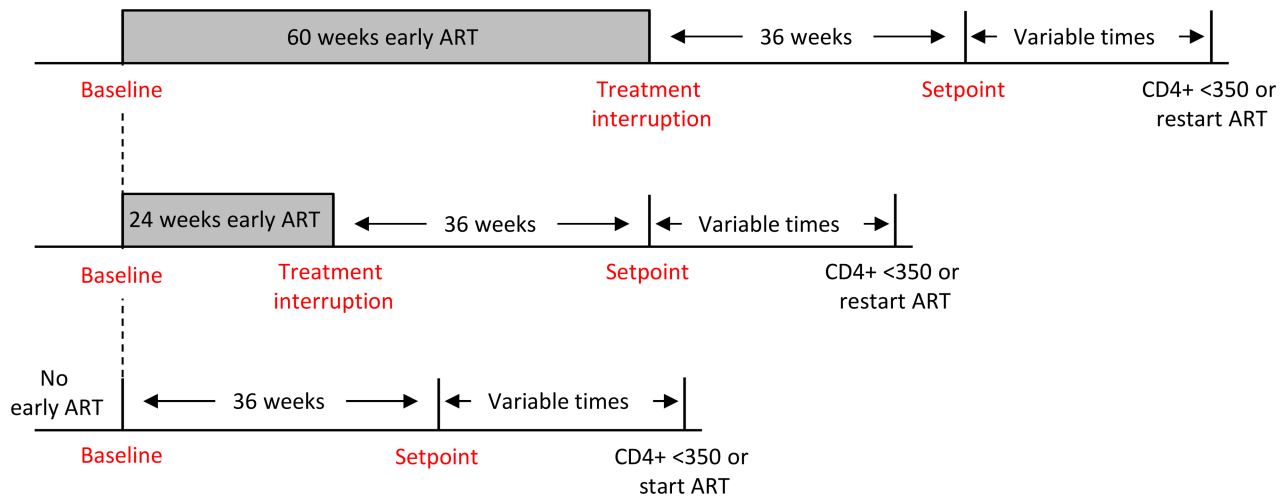 60 weeks early ART
36 weeks
Variable times
Baseline
Treatment
interruption
Setpoint
CD4+ <350 or
restart ART
24 weeks early ART
36 weeks
Variable times
Baseline
Treatment
interruption
Setpoint
CD4+ <350 or
restart ART
No
early ART
36 weeks
Variable times
Baseline
Setpoint
CD4+ <350 or
start ART